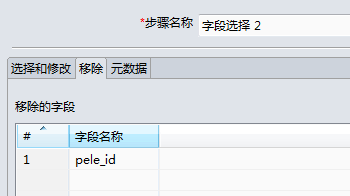 *步骤名称 字段选择 2
选择和修改 移除 元数据
移除的字段
# 字段名称
1 pele_id